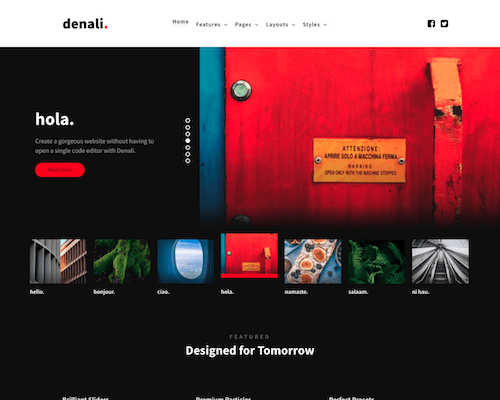 denali.
Home
Features
Pages
Layouts
Styles
hola.
Create a gorgeous website without having to
open a single code editor with Denali.
ATTENZIONE:
APRIRE SOLO A MACCHINA FERMA
WARNING
OPEN ONLY WITH THE MACHINE STOPPED
hello.
bonjour.
ciao.
hola.
namaste.
salaam.
ni hau.
FEATURED
Designed for Tomorrow
Brilliant Sliders
Premium Particles
Perfect Presets